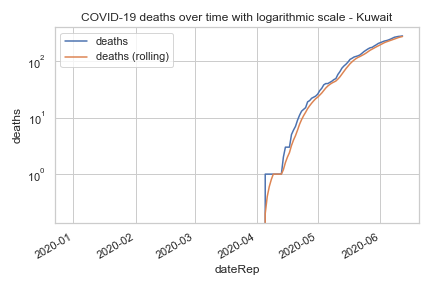 COVID-19 deaths over time with logarithmic scale - Kuwait
deaths
deaths (rolling)
10²
10¹
10⁰
deaths
2020-01
2020-02
2020-03
2020-04
2020-05
2020-06
dateRep